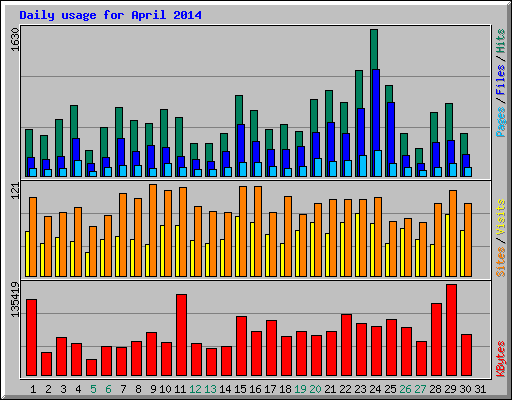 Daily usage for April 2014
1630
Pages / Files / Hits
121
Sites / Visits
135419
KBytes
1 2 3 4 5 6 7 8 9 10 11 12 13 14 15 16 17 18 19 20 21 22 23 24 25 26 27 28 29 30 31